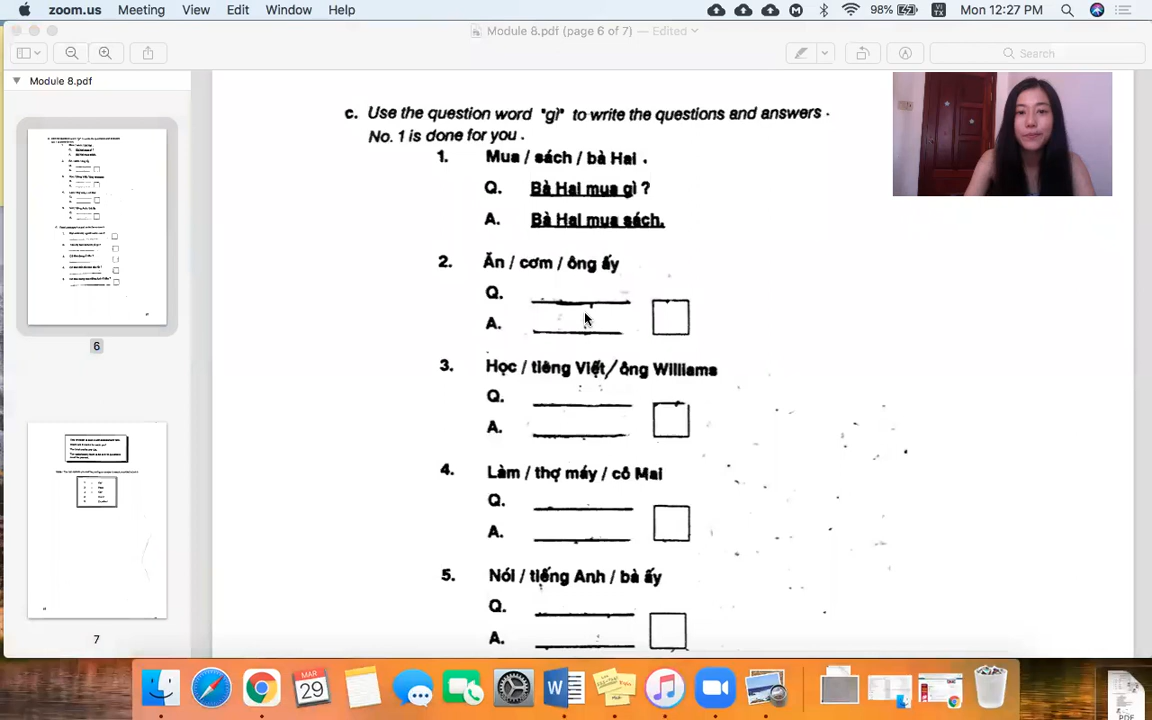 zoom.us Meeting View Edit Window Help 98% VI TX Mon 12:27 PM
Module 8.pdf (page 6 of 7) — Edited
Search
Module 8.pdf
6
7
c. Use the question word "gì" to write the questions and answers.
No. 1 is done for you.
1. Mua / sách / bà Hai.
Q. Bà Hai mua gì ?
A. Bà Hai mua sách.
2. Ăn / cơm / ông ấy
Q.
A.
3. Học / tiếng Việt/ông Williams
Q.
A.
4. Làm / thợ máy / cô Mai
Q.
A.
5. Nói / tiếng Anh / bà ấy
Q.
A.
MAR
29
W